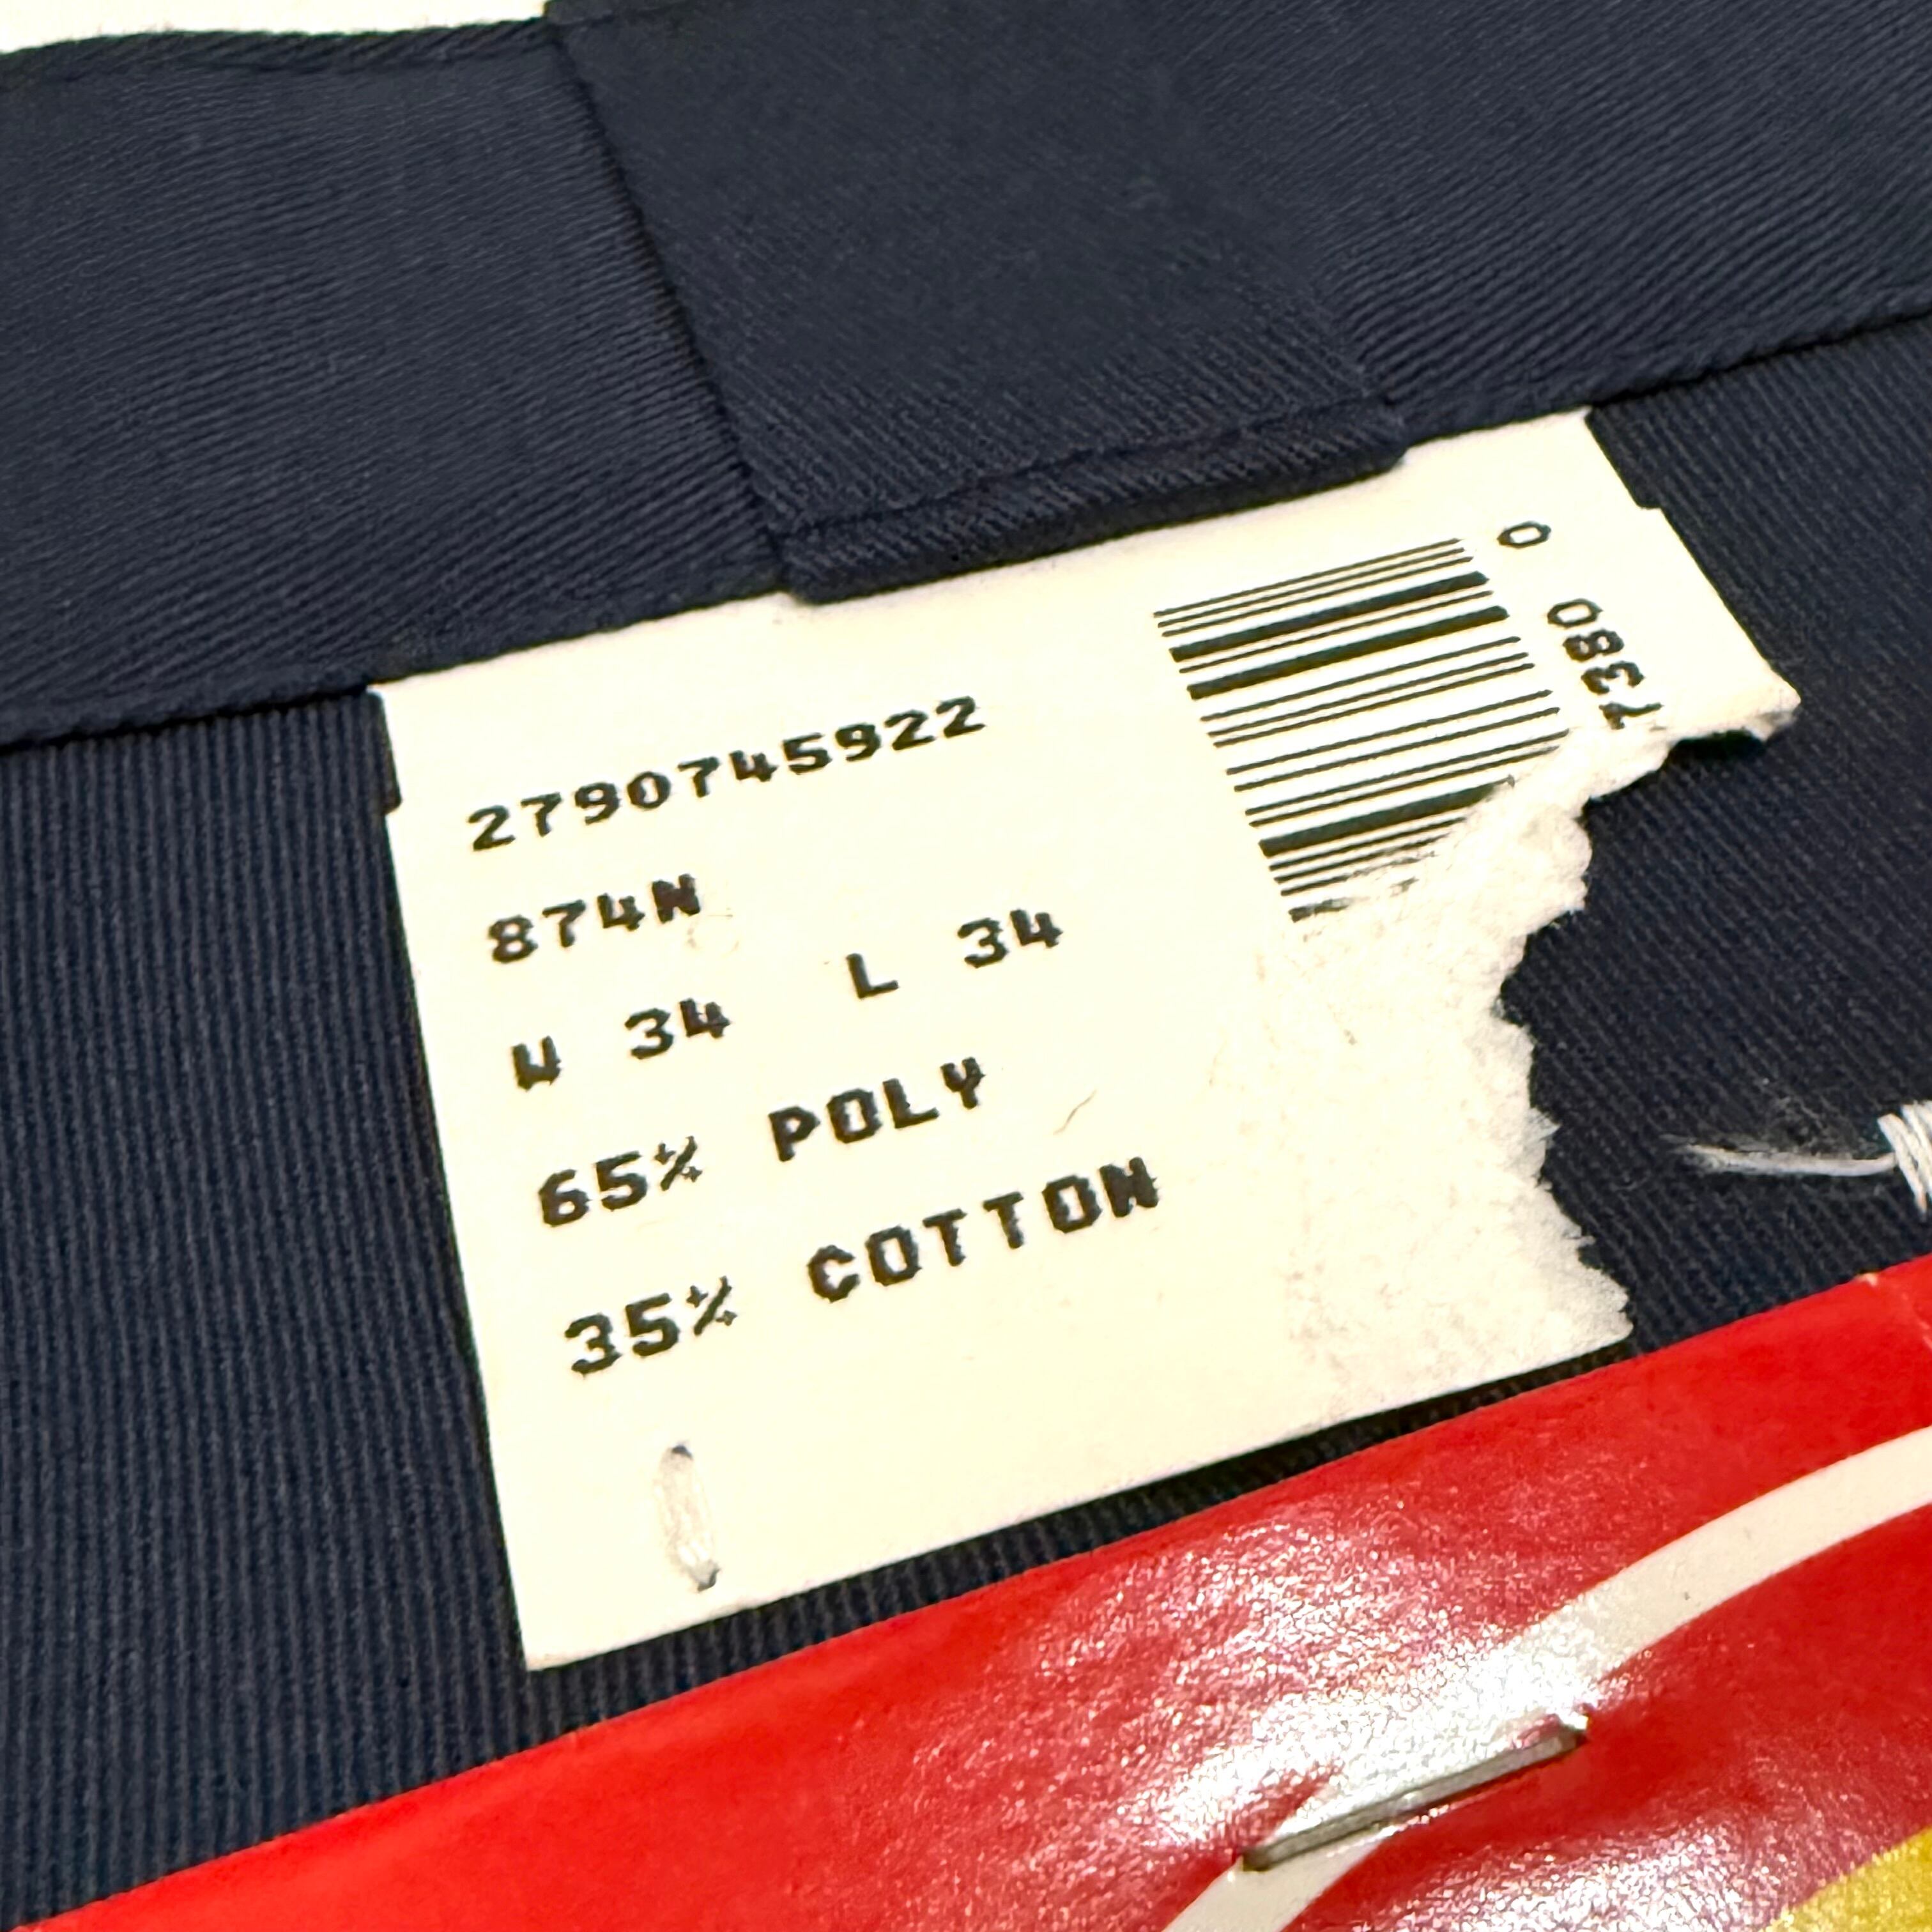 2790745922
874N
W 34 L 34
65% POLY
35% COTTON
0 7380